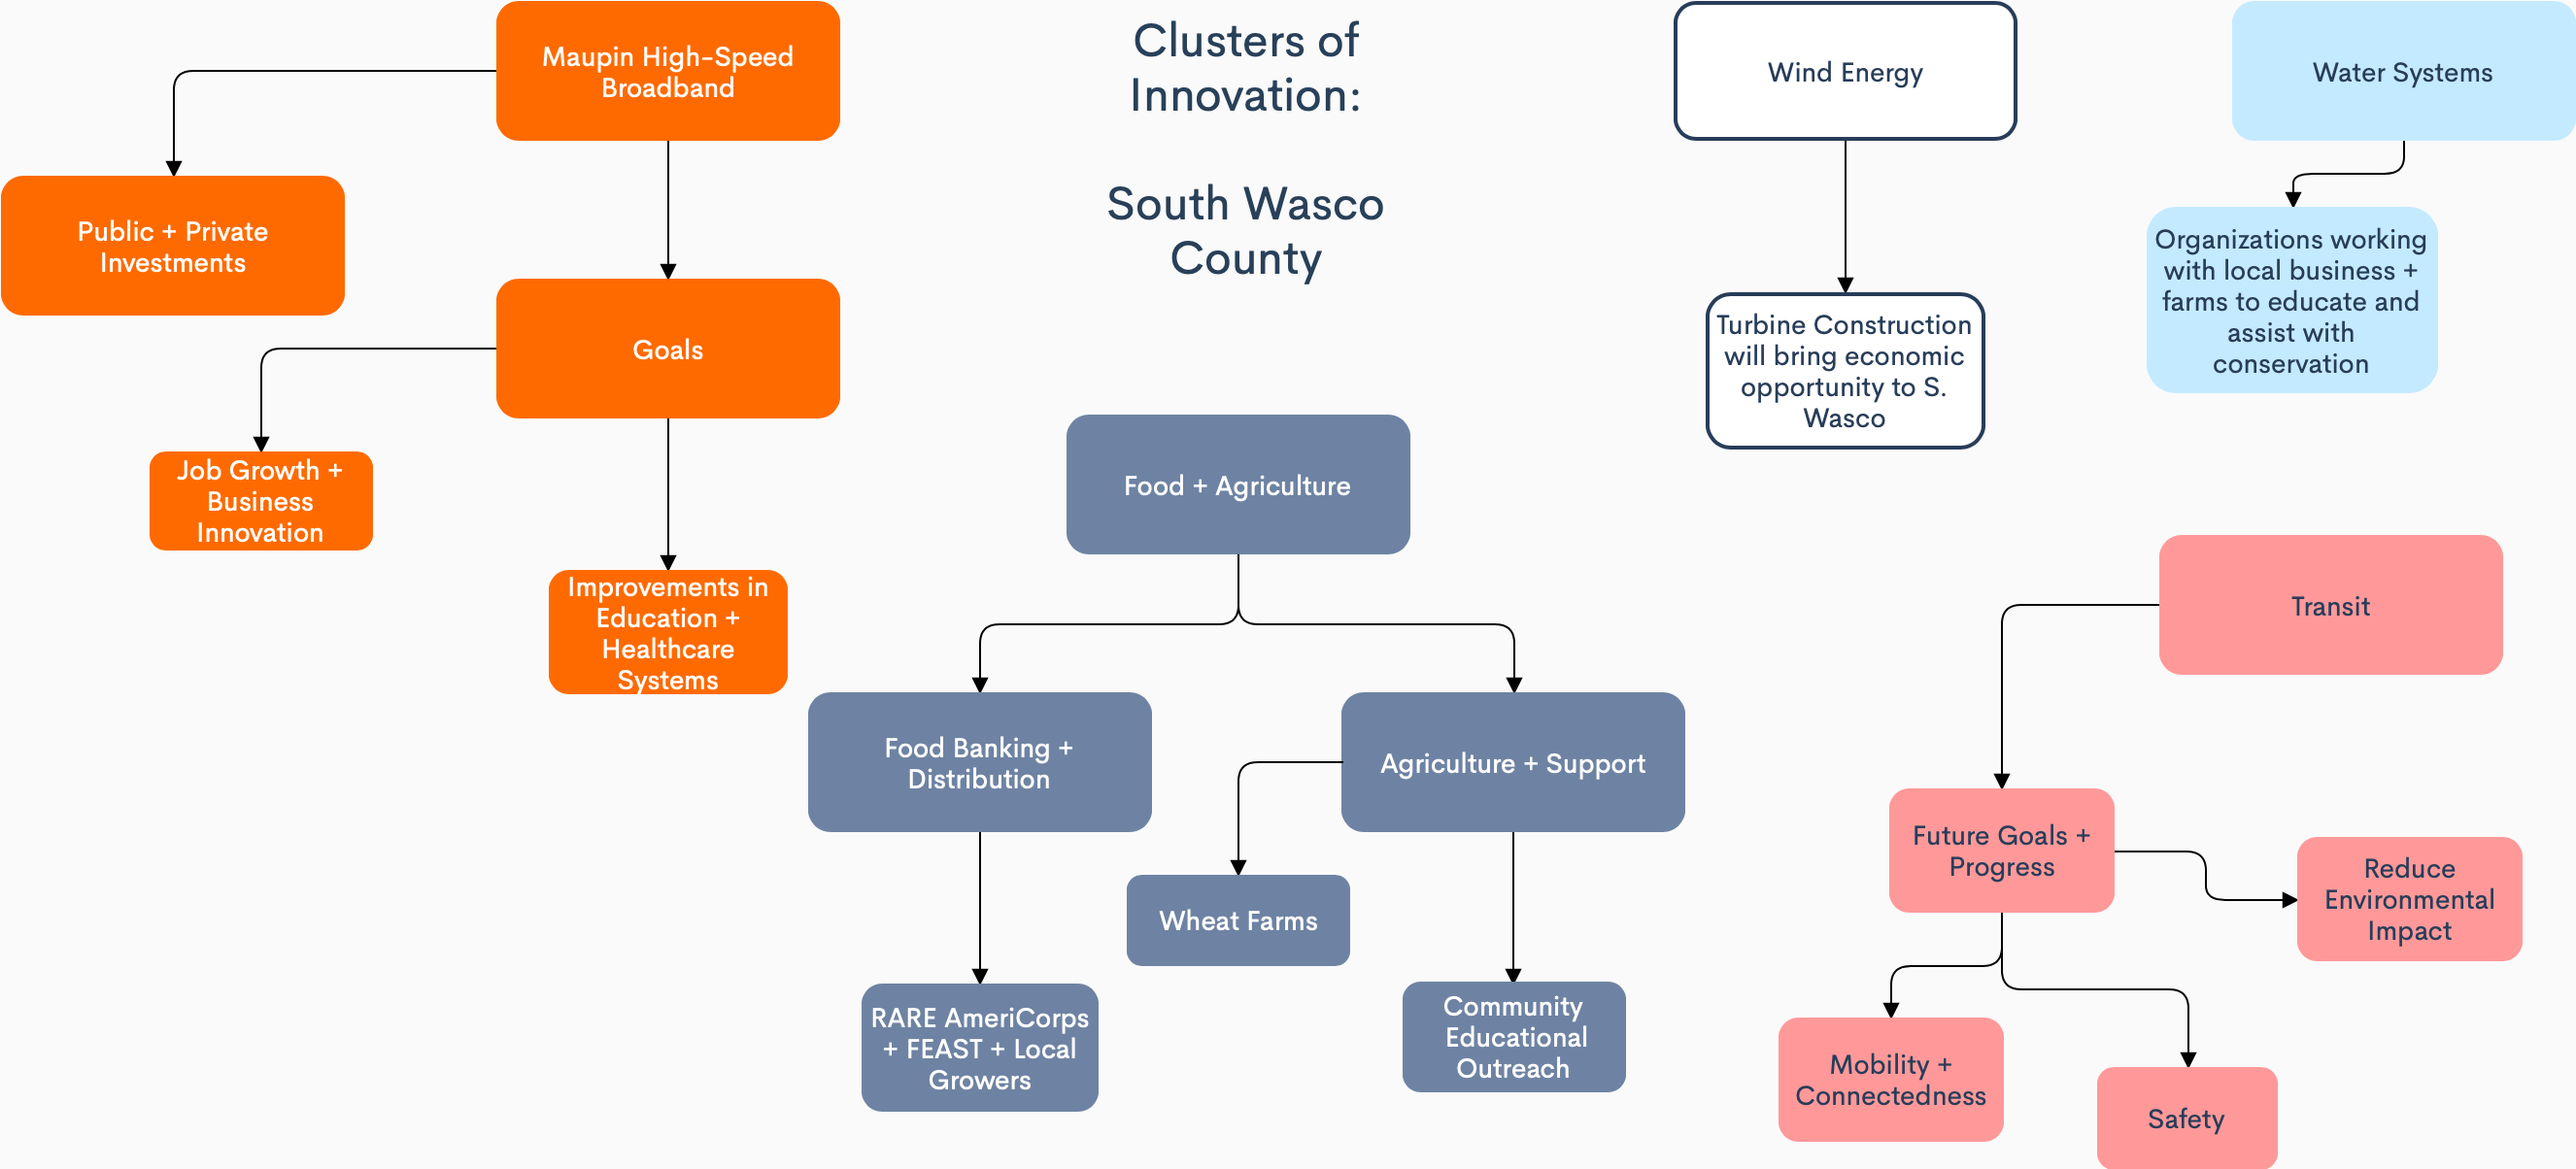 Maupin High-Speed
Broadband
Public + Private
Investments
Goals
Job Growth +
Business
Innovation
Improvements in
Education +
Healthcare
Systems
Clusters of
Innovation:
South Wasco
County
Food + Agriculture
Food Banking +
Distribution
Agriculture + Support
Wheat Farms
RARE AmeriCorps
+ FEAST + Local
Growers
Community
Educational
Outreach
Wind Energy
Turbine Construction
will bring economic
opportunity to S.
Wasco
Water Systems
Organizations working
with local business +
farms to educate and
assist with
conservation
Transit
Future Goals +
Progress
Reduce
Environmental
Impact
Mobility +
Connectedness
Safety